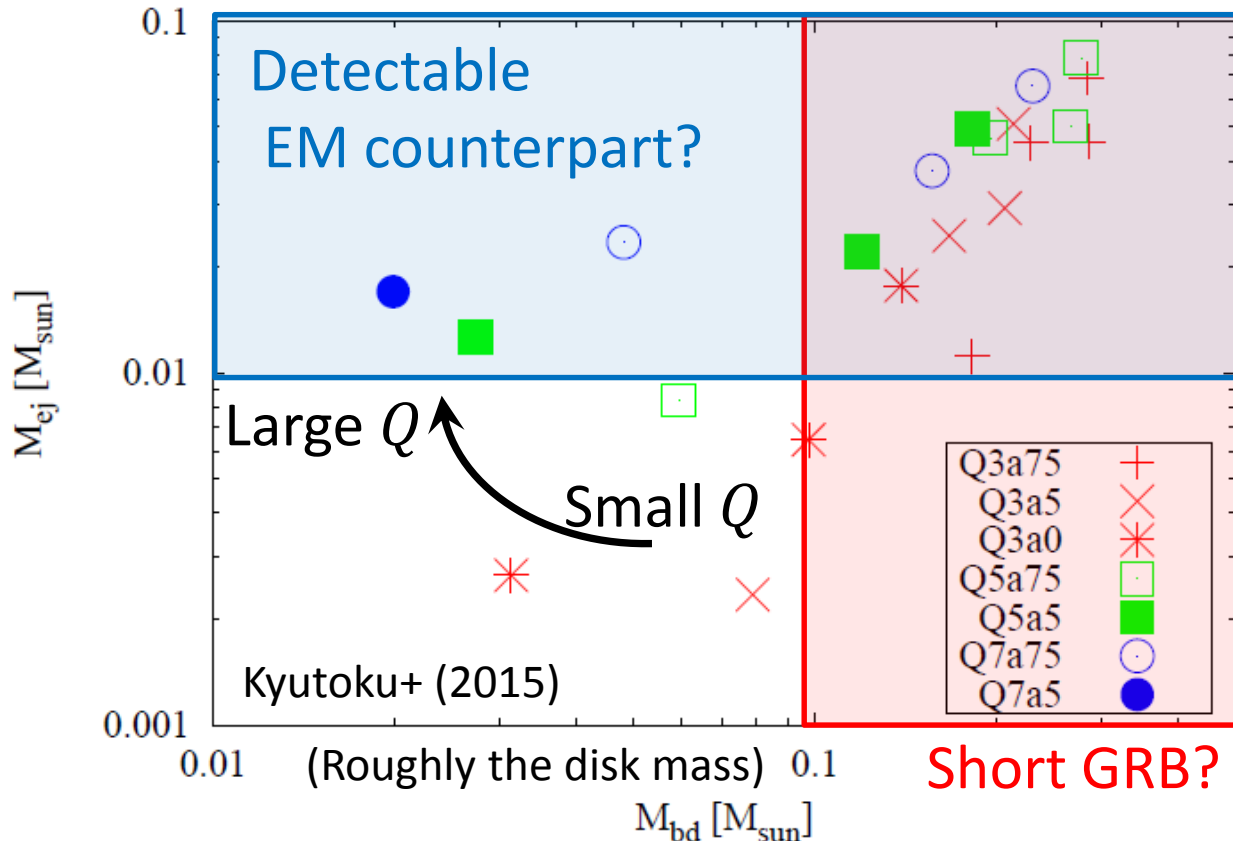 0.1
Detectable
EM counterpart?
M_ej [M_sun]
0.01
Large Q
Small Q
Q3a75
Q3a5
Q3a0
Q5a75
Q5a5
Q7a75
Q7a5
Kyutoku+ (2015)
0.001
0.01
(Roughly the disk mass)
0.1
Short GRB?
M_bd [M_sun]